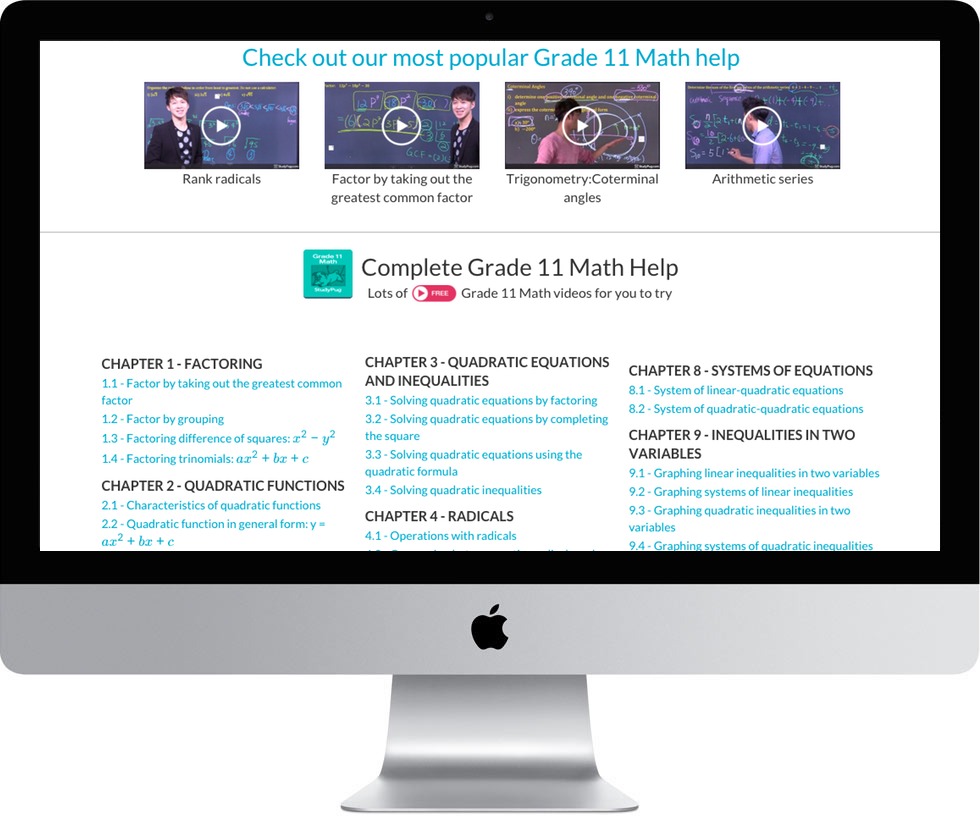 Check out our most popular Grade 11 Math help
Rank radicals
Factor by taking out the
greatest common factor
Trigonometry:Coterminal
angles
Arithmetic series
Grade 11
Math
StudyPug
Complete Grade 11 Math Help
Lots of FREE Grade 11 Math videos for you to try
CHAPTER 1 - FACTORING
1.1 - Factor by taking out the greatest common
factor
1.2 - Factor by grouping
1.3 - Factoring difference of squares: x² − y²
1.4 - Factoring trinomials: ax² + bx + c
CHAPTER 2 - QUADRATIC FUNCTIONS
2.1 - Characteristics of quadratic functions
2.2 - Quadratic function in general form: y =
ax² + bx + c
CHAPTER 3 - QUADRATIC EQUATIONS
AND INEQUALITIES
3.1 - Solving quadratic equations by factoring
3.2 - Solving quadratic equations by completing
the square
3.3 - Solving quadratic equations using the
quadratic formula
3.4 - Solving quadratic inequalities
CHAPTER 4 - RADICALS
4.1 - Operations with radicals
CHAPTER 8 - SYSTEMS OF EQUATIONS
8.1 - System of linear-quadratic equations
8.2 - System of quadratic-quadratic equations
CHAPTER 9 - INEQUALITIES IN TWO
VARIABLES
9.1 - Graphing linear inequalities in two variables
9.2 - Graphing systems of linear inequalities
9.3 - Graphing quadratic inequalities in two
variables
9.4 - Graphing systems of quadratic inequalities